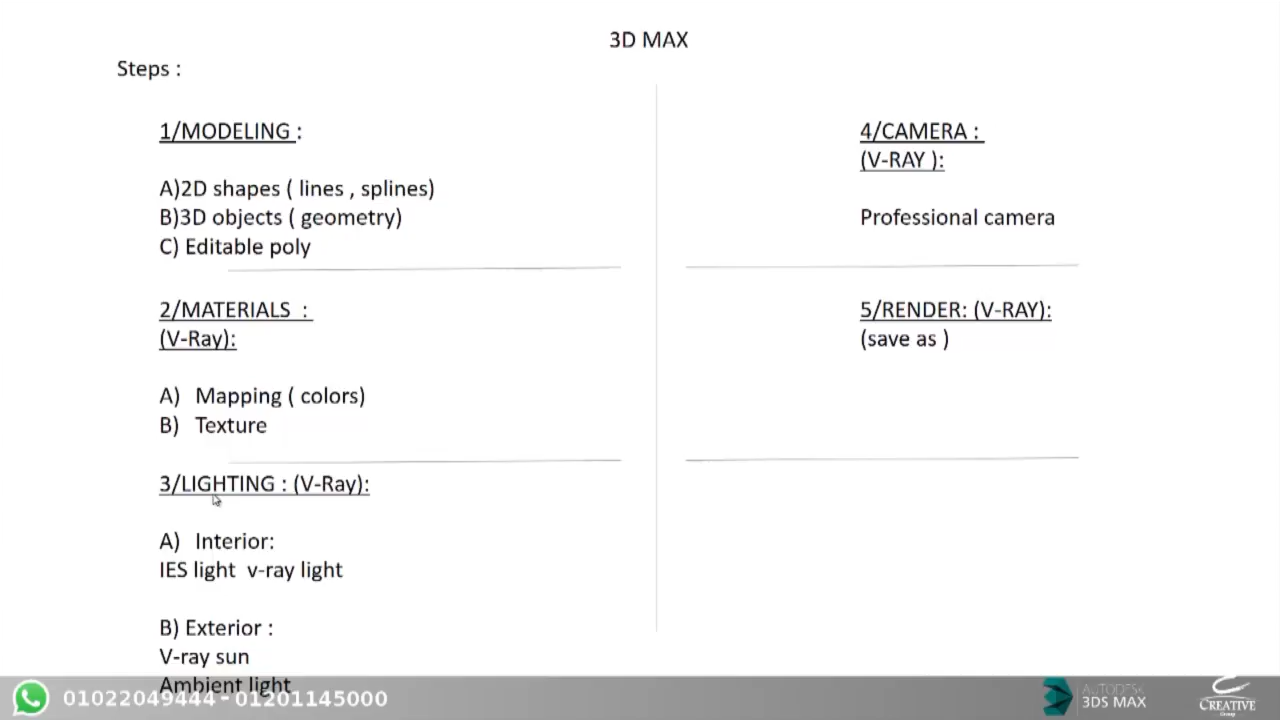 3D MAX
Steps :
1/MODELING :
A)2D shapes ( lines , splines)
B)3D objects ( geometry)
C) Editable poly
2/MATERIALS :
(V-Ray):
A) Mapping ( colors)
B) Texture
3/LIGHTING : (V-Ray):
A) Interior:
IES light v-ray light
B) Exterior :
V-ray sun
Ambient light
4/CAMERA :
(V-RAY ):
Professional camera
5/RENDER: (V-RAY):
(save as )
01022049444 - 01201145000
AUTODESK
3DS MAX
CREATIVE
Group